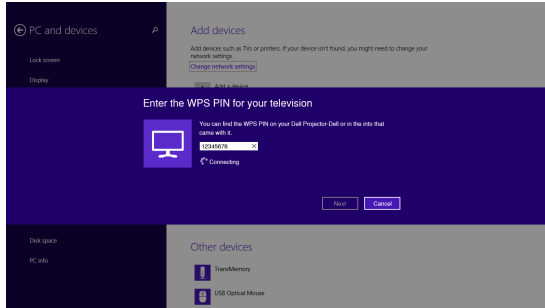 PC and devices
Lock screen
Display
Add devices
Add devices such as TVs or printers. If your device isn't found, you might need to change your
network settings.
Change network settings
Add a device
Enter the WPS PIN for your television
You can find the WPS PIN on your Dell Projector-Dell or in the into that
came with it.
12345678 ×
Connecting
Next Cancel
Disk space
PC info
Other devices
TransMemory
USB Optical Mouse